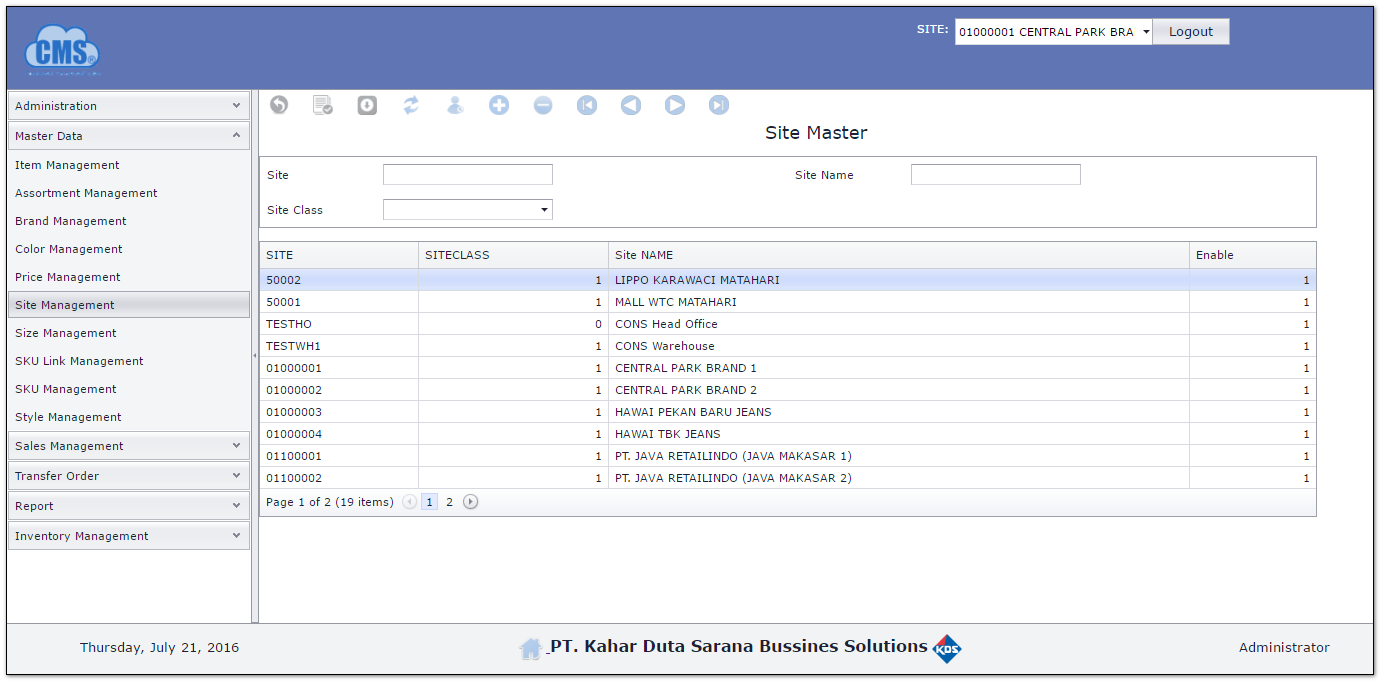 CMS
SITE: 01000001 CENTRAL PARK BRA Logout
Administration
Master Data
Item Management
Assortment Management
Brand Management
Color Management
Price Management
Site Management
Size Management
SKU Link Management
SKU Management
Style Management
Sales Management
Transfer Order
Report
Inventory Management
Site Master
Site Site Name
Site Class
SITE SITECLASS Site NAME Enable
50002 1 LIPPO KARAWACI MATAHARI 1
50001 1 MALL WTC MATAHARI 1
TESTHO 0 CONS Head Office 1
TESTWH1 1 CONS Warehouse 1
01000001 1 CENTRAL PARK BRAND 1 1
01000002 1 CENTRAL PARK BRAND 2 1
01000003 1 HAWAI PEKAN BARU JEANS 1
01000004 1 HAWAI TBK JEANS 1
01100001 1 PT. JAVA RETAILINDO (JAVA MAKASAR 1) 1
01100002 1 PT. JAVA RETAILINDO (JAVA MAKASAR 2) 1
Page 1 of 2 (19 items) 1 2
Thursday, July 21, 2016 PT. Kahar Duta Sarana Bussines Solutions KDS Administrator